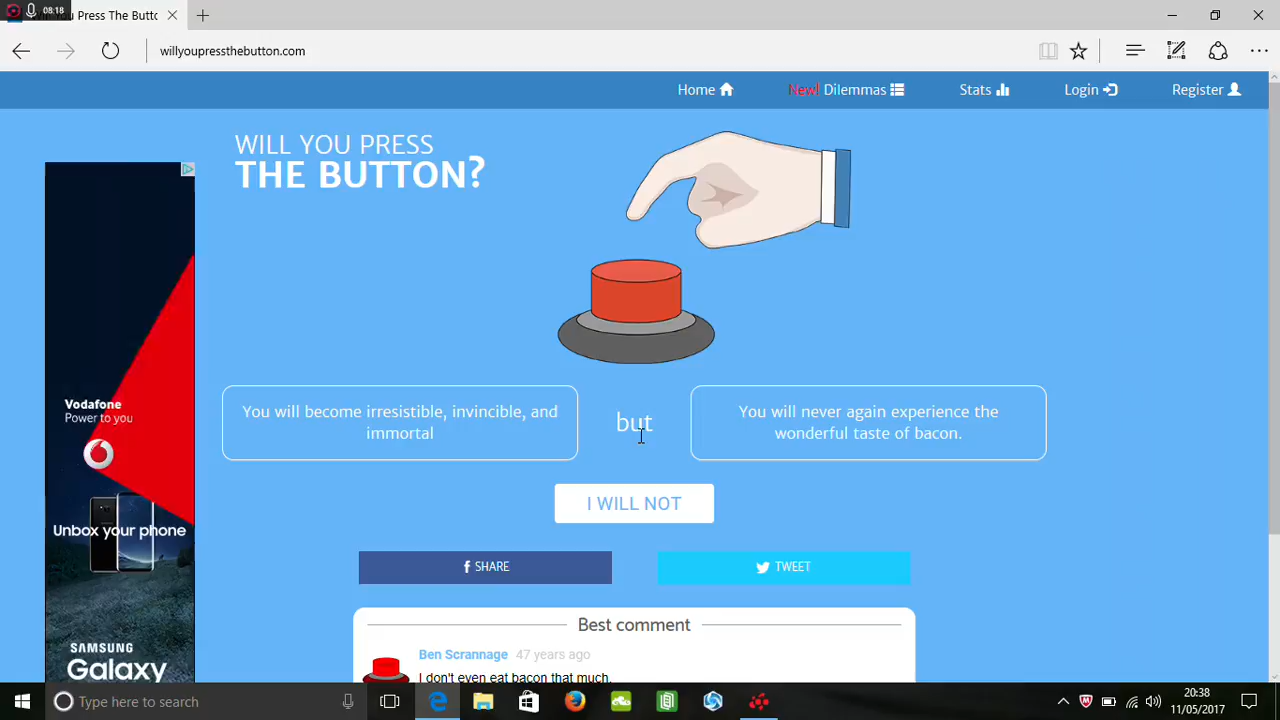 08:18
You Press The Butto
willyoupressthebutton.com
Home
New! Dilemmas
Stats
Login
Register
WILL YOU PRESS
THE BUTTON?
You will become irresistible, invincible, and
immortal
but
You will never again experience the
wonderful taste of bacon.
I WILL NOT
SHARE
TWEET
Best comment
Ben Scrannage 47 years ago
I don't even eat bacon that much.
Vodafone
Power to you
Unbox your phone
SAMSUNG
Galaxy
Type here to search
20:38
11/05/2017